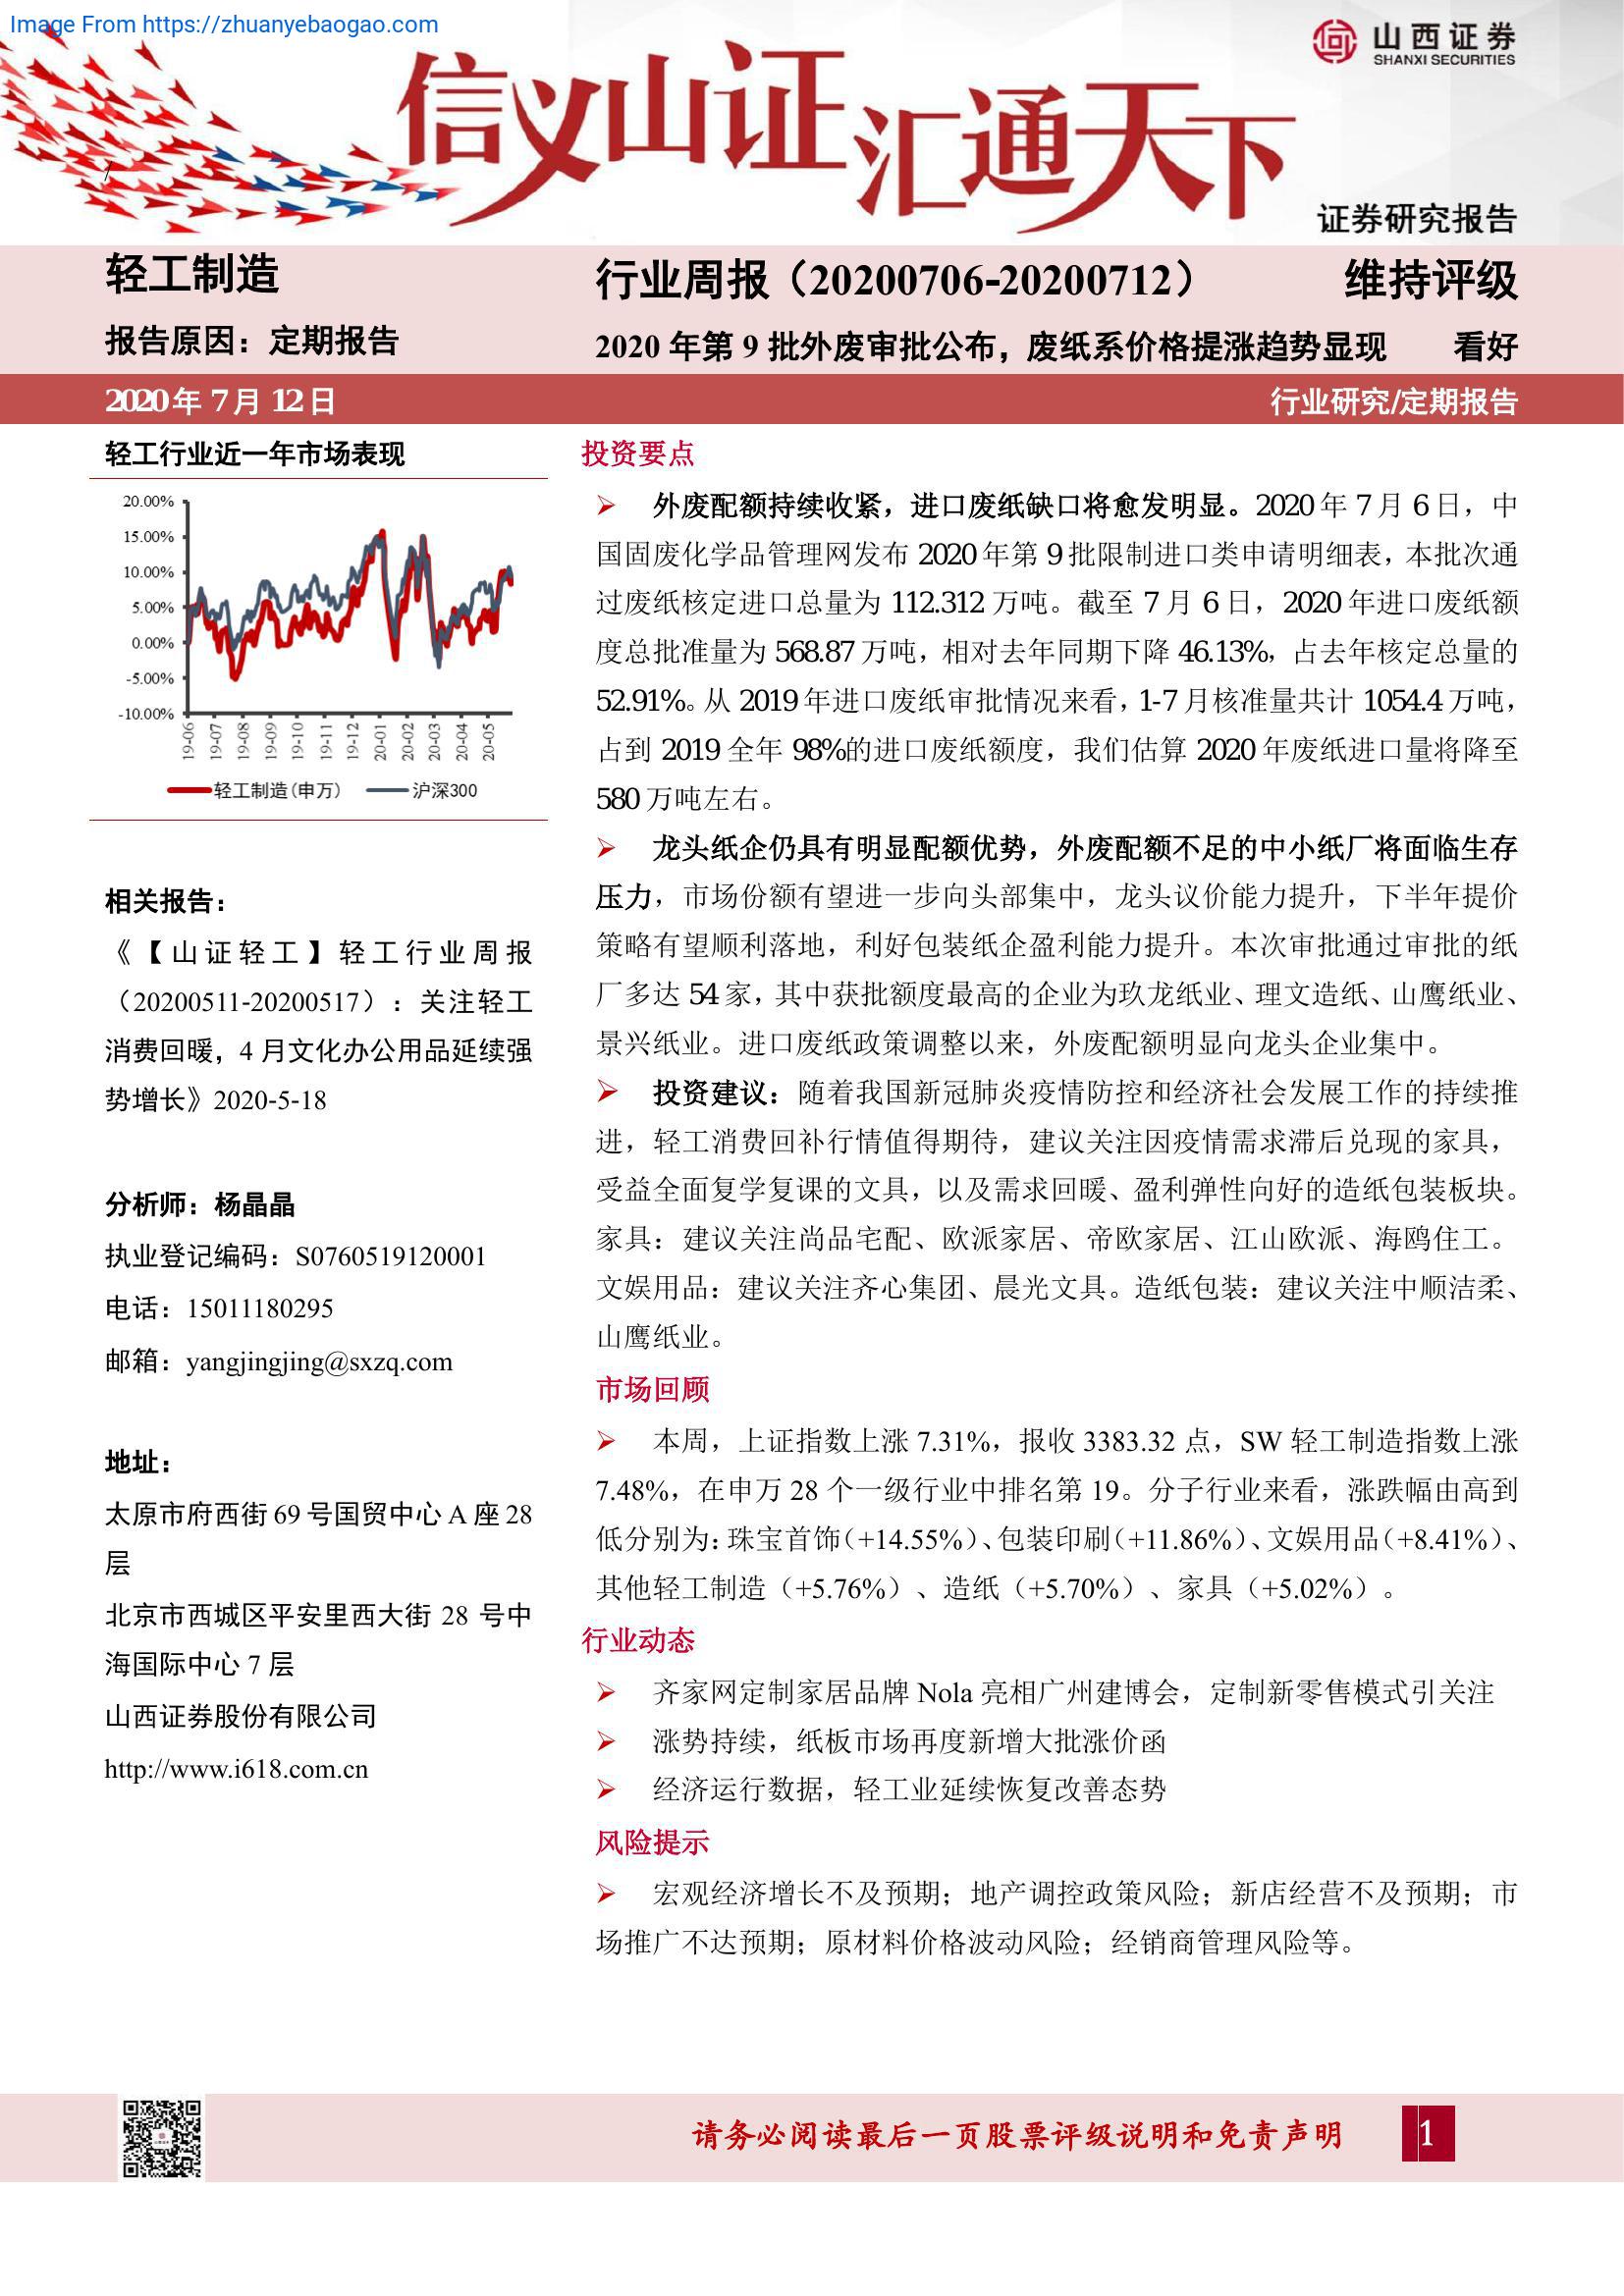 Image From https://zhuanyebaogao.com
山西证券
SHANXI SECURITIES
信义山证汇通天下
证券研究报告
轻工制造
行业周报（20200706-20200712） 维持评级
报告原因：定期报告
2020 年第 9 批外废审批公布，废纸系价格提涨趋势显现 看好
2020 年 7 月 12 日
行业研究/定期报告
轻工行业近一年市场表现
20.00%
15.00%
10.00%
5.00%
0.00%
-5.00%
-10.00%
19-06 19-07 19-08 19-09 19-10 19-11 19-12 20-01 20-02 20-03 20-04 20-05
轻工制造(申万) 沪深300
相关报告：
《【山证轻工】轻工行业周报
（20200511-20200517）：关注轻工
消费回暖，4 月文化办公用品延续强
势增长》2020-5-18
分析师：杨晶晶
执业登记编码：S0760519120001
电话：15011180295
邮箱：yangjingjing@sxzq.com
地址：
太原市府西街 69 号国贸中心 A 座 28
层
北京市西城区平安里西大街 28 号中
海国际中心 7 层
山西证券股份有限公司
http://www.i618.com.cn
投资要点
➢ 外废配额持续收紧，进口废纸缺口将愈发明显。2020 年 7 月 6 日，中
国固废化学品管理网发布 2020 年第 9 批限制进口类申请明细表，本批次通
过废纸核定进口总量为 112.312 万吨。截至 7 月 6 日，2020 年进口废纸额
度总批准量为 568.87 万吨，相对去年同期下降 46.13%，占去年核定总量的
52.91%。从 2019 年进口废纸审批情况来看，1-7 月核准量共计 1054.4 万吨，
占到 2019 全年 98%的进口废纸额度，我们估算 2020 年废纸进口量将降至
580 万吨左右。
➢ 龙头纸企仍具有明显配额优势，外废配额不足的中小纸厂将面临生存
压力，市场份额有望进一步向头部集中，龙头议价能力提升，下半年提价
策略有望顺利落地，利好包装纸企盈利能力提升。本次审批通过审批的纸
厂多达 54 家，其中获批额度最高的企业为玖龙纸业、理文造纸、山鹰纸业、
景兴纸业。进口废纸政策调整以来，外废配额明显向龙头企业集中。
➢ 投资建议：随着我国新冠肺炎疫情防控和经济社会发展工作的持续推
进，轻工消费回补行情值得期待，建议关注因疫情需求滞后兑现的家具，
受益全面复学复课的文具，以及需求回暖、盈利弹性向好的造纸包装板块。
家具：建议关注尚品宅配、欧派家居、帝欧家居、江山欧派、海鸥住工。
文娱用品：建议关注齐心集团、晨光文具。造纸包装：建议关注中顺洁柔、
山鹰纸业。
市场回顾
➢ 本周，上证指数上涨 7.31%，报收 3383.32 点，SW 轻工制造指数上涨
7.48%，在申万 28 个一级行业中排名第 19。分子行业来看，涨跌幅由高到
低分别为：珠宝首饰（+14.55%）、包装印刷（+11.86%）、文娱用品（+8.41%）、
其他轻工制造（+5.76%）、造纸（+5.70%）、家具（+5.02%）。
行业动态
➢ 齐家网定制家居品牌 Nola 亮相广州建博会，定制新零售模式引关注
➢ 涨势持续，纸板市场再度新增大批涨价函
➢ 经济运行数据，轻工业延续恢复改善态势
风险提示
➢ 宏观经济增长不及预期；地产调控政策风险；新店经营不及预期；市
场推广不达预期；原材料价格波动风险；经销商管理风险等。
请务必阅读最后一页股票评级说明和免责声明 1